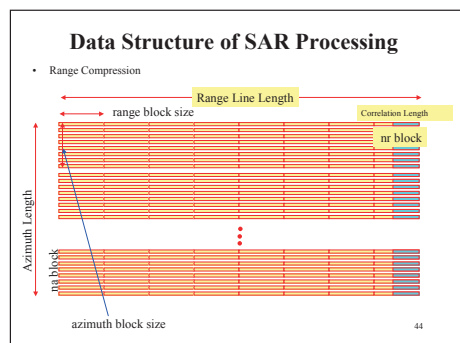 Data Structure of SAR Processing
• Range Compression
Range Line Length
range block size
Correlation Length
nr block
Azimuth Length
na block
azimuth block size
44